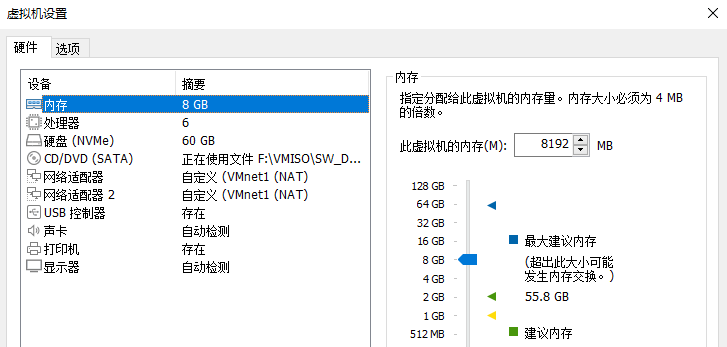 虚拟机设置
硬件 选项
设备 摘要
内存 8 GB
处理器 6
硬盘 (NVMe) 60 GB
CD/DVD (SATA) 正在使用文件 F:\VMISO\SW_D...
网络适配器 自定义 (VMnet1 (NAT)
网络适配器 2 自定义 (VMnet1 (NAT)
USB 控制器 存在
声卡 自动检测
打印机 存在
显示器 自动检测
内存
指定分配给此虚拟机的内存量。内存大小必须为 4 MB
的倍数。
此虚拟机的内存(M): 8192 MB
128 GB
64 GB
32 GB
16 GB
8 GB
4 GB
2 GB
1 GB
512 MB
最大建议内存
(超出此大小可能
发生内存交换。)
55.8 GB
建议内存